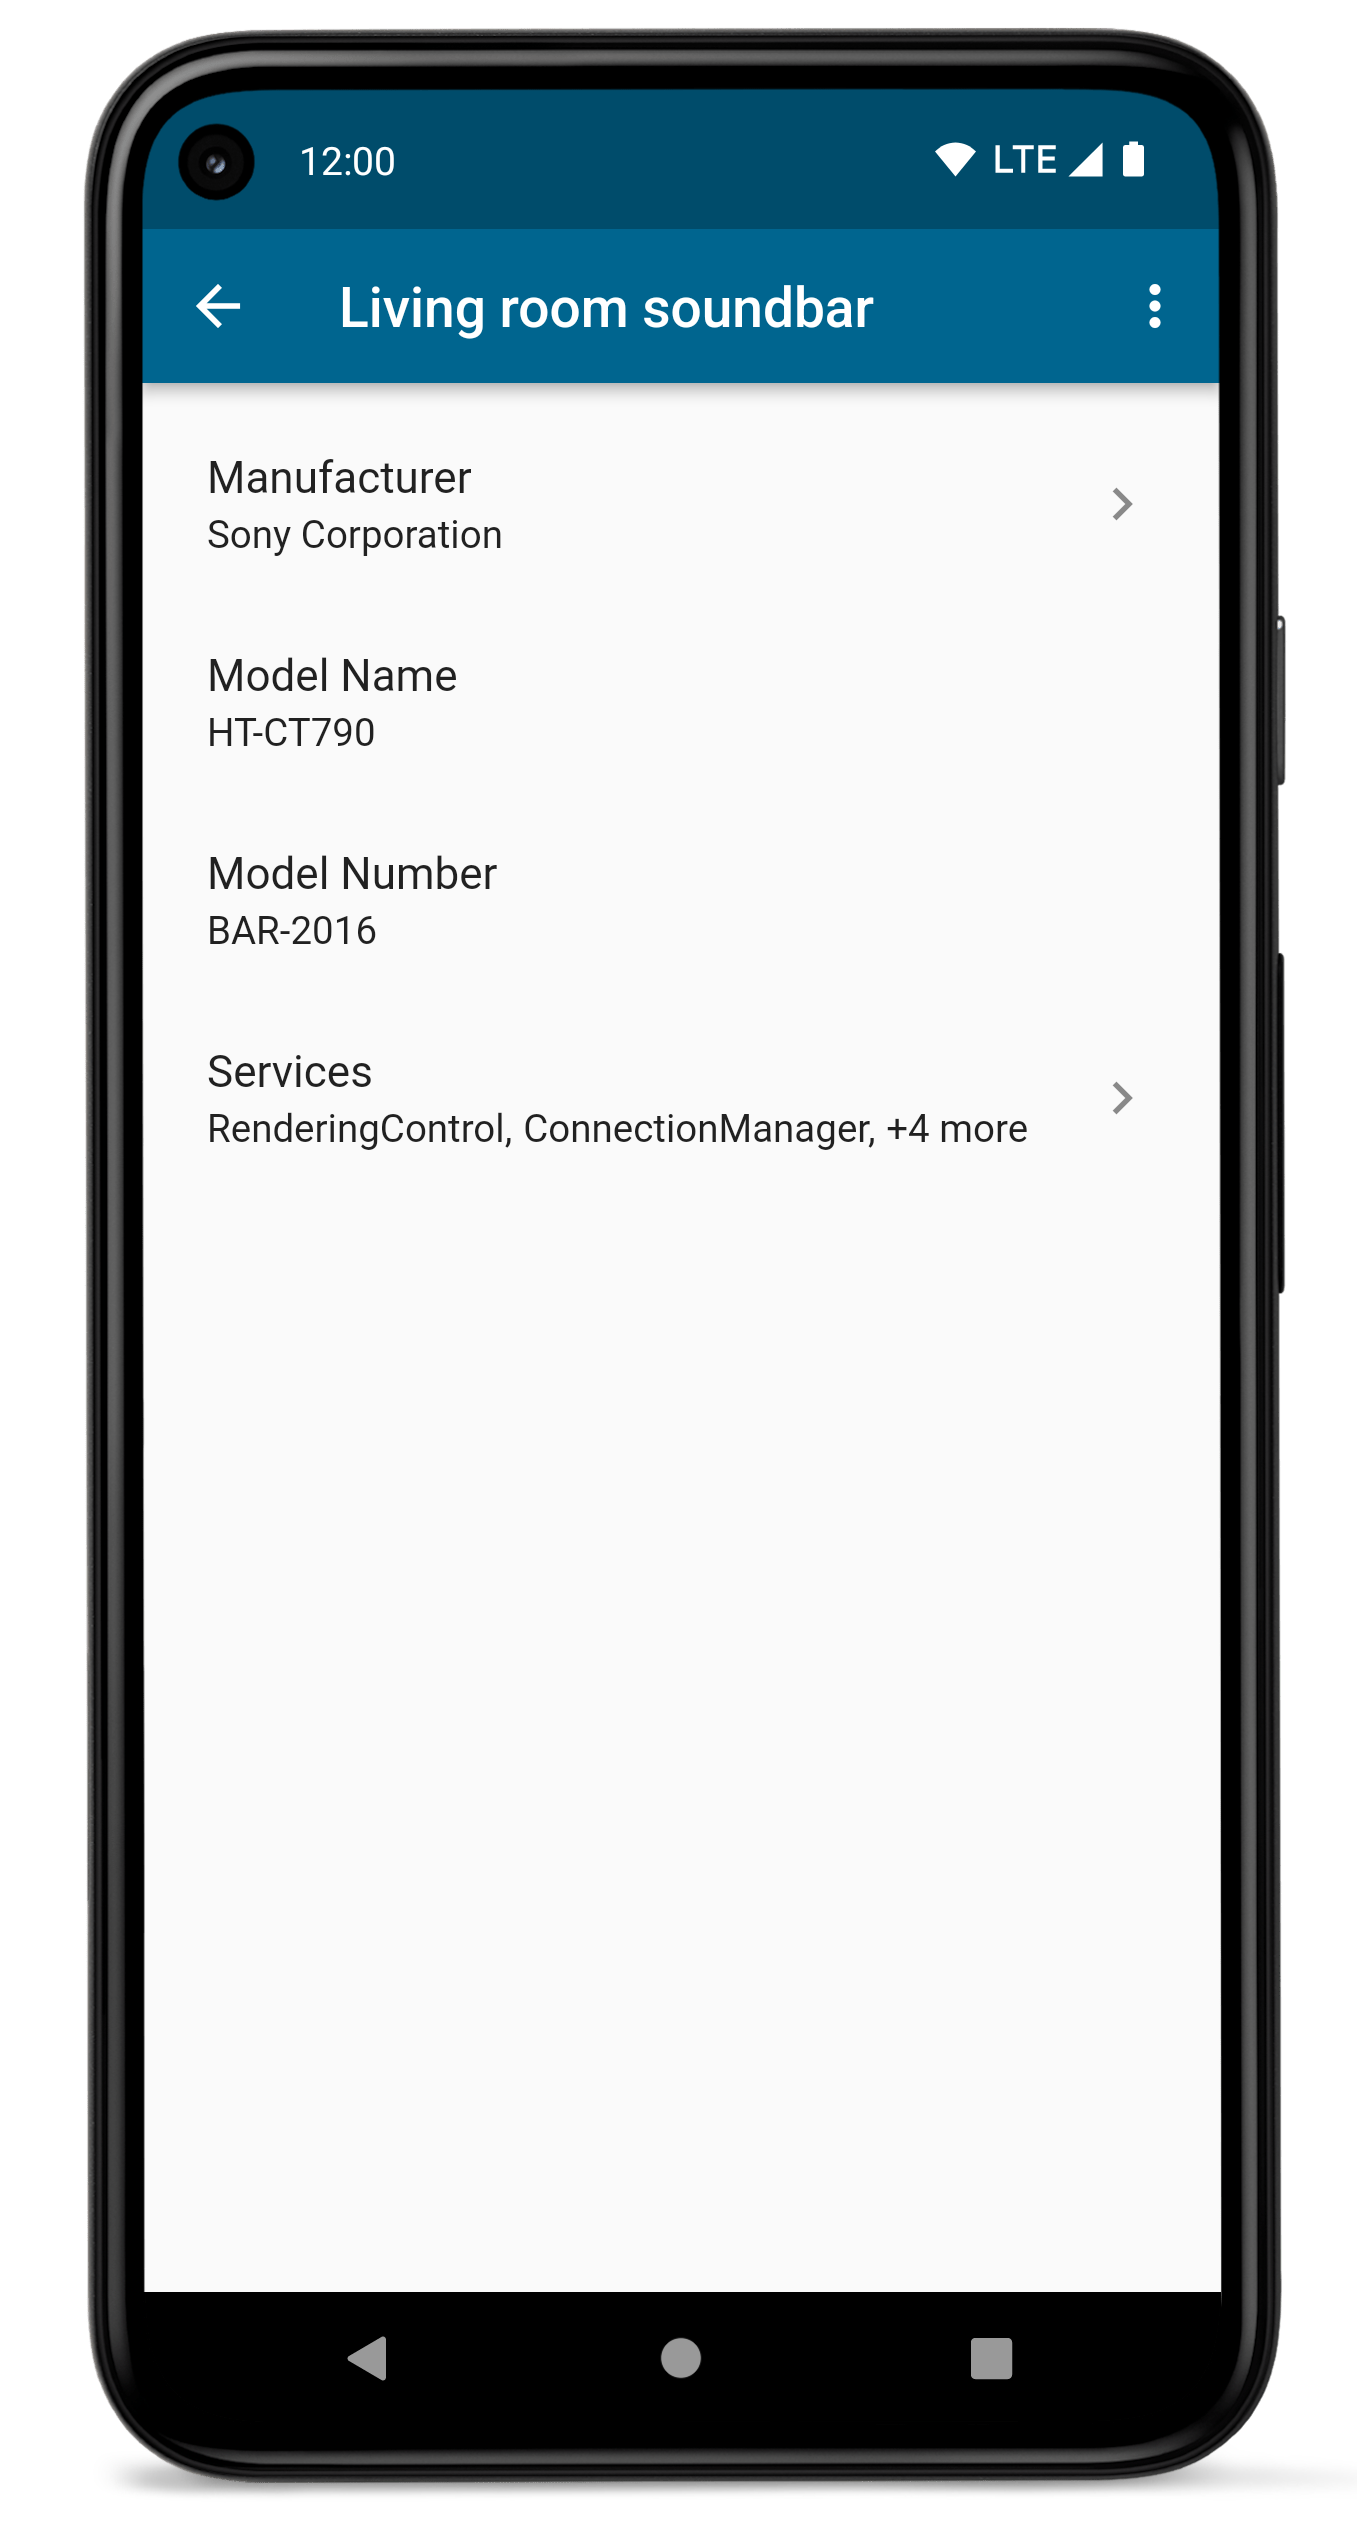 12:00 LTE
Living room soundbar
Manufacturer
Sony Corporation
Model Name
HT-CT790
Model Number
BAR-2016
Services
RenderingControl, ConnectionManager, +4 more